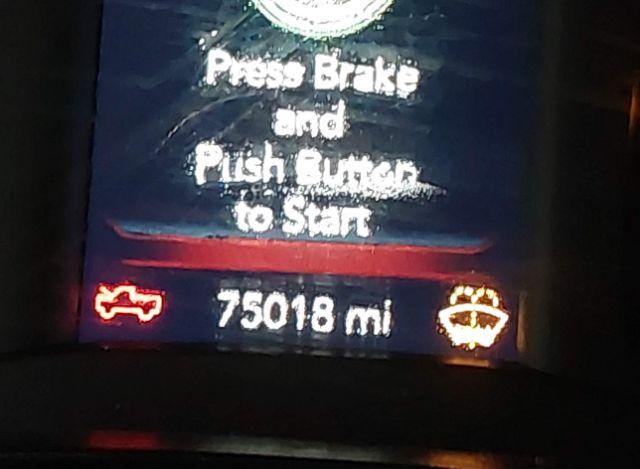 Press Brake
and
Push Button
to Start
75018 mi